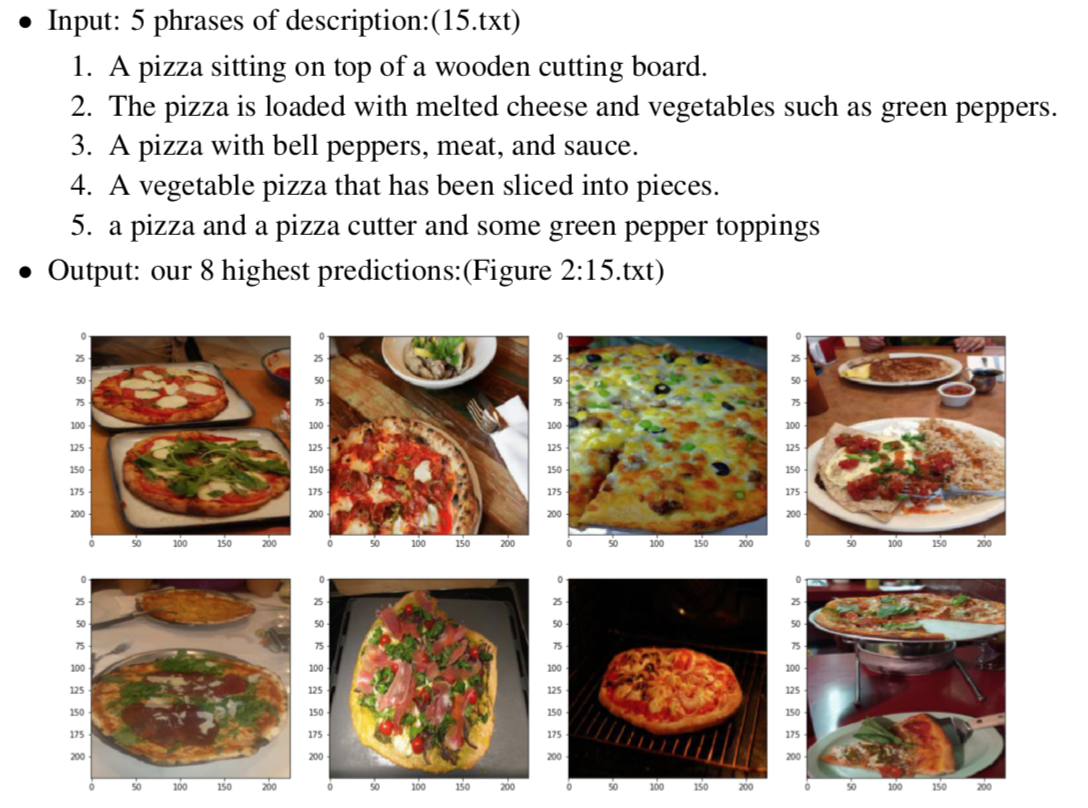 • Input: 5 phrases of description:(15.txt)
1. A pizza sitting on top of a wooden cutting board.
2. The pizza is loaded with melted cheese and vegetables such as green peppers.
3. A pizza with bell peppers, meat, and sauce.
4. A vegetable pizza that has been sliced into pieces.
5. a pizza and a pizza cutter and some green pepper toppings
• Output: our 8 highest predictions:(Figure 2:15.txt)
0 0 0 0
25 25 25 25
50 50 50 50
75 75 75 75
100 100 100 100
125 125 125 125
150 150 150 150
175 175 175 175
200 200 200 200
0 50 100 150 200 0 50 100 150 200 0 50 100 150 200 0 50 100 150 200
0 0 0 0
25 25 25 25
50 50 50 50
75 75 75 75
100 100 100 100
125 125 125 125
150 150 150 150
175 175 175 175
200 200 200 200
0 50 100 150 200 0 50 100 150 200 0 50 100 150 200 0 50 100 150 200